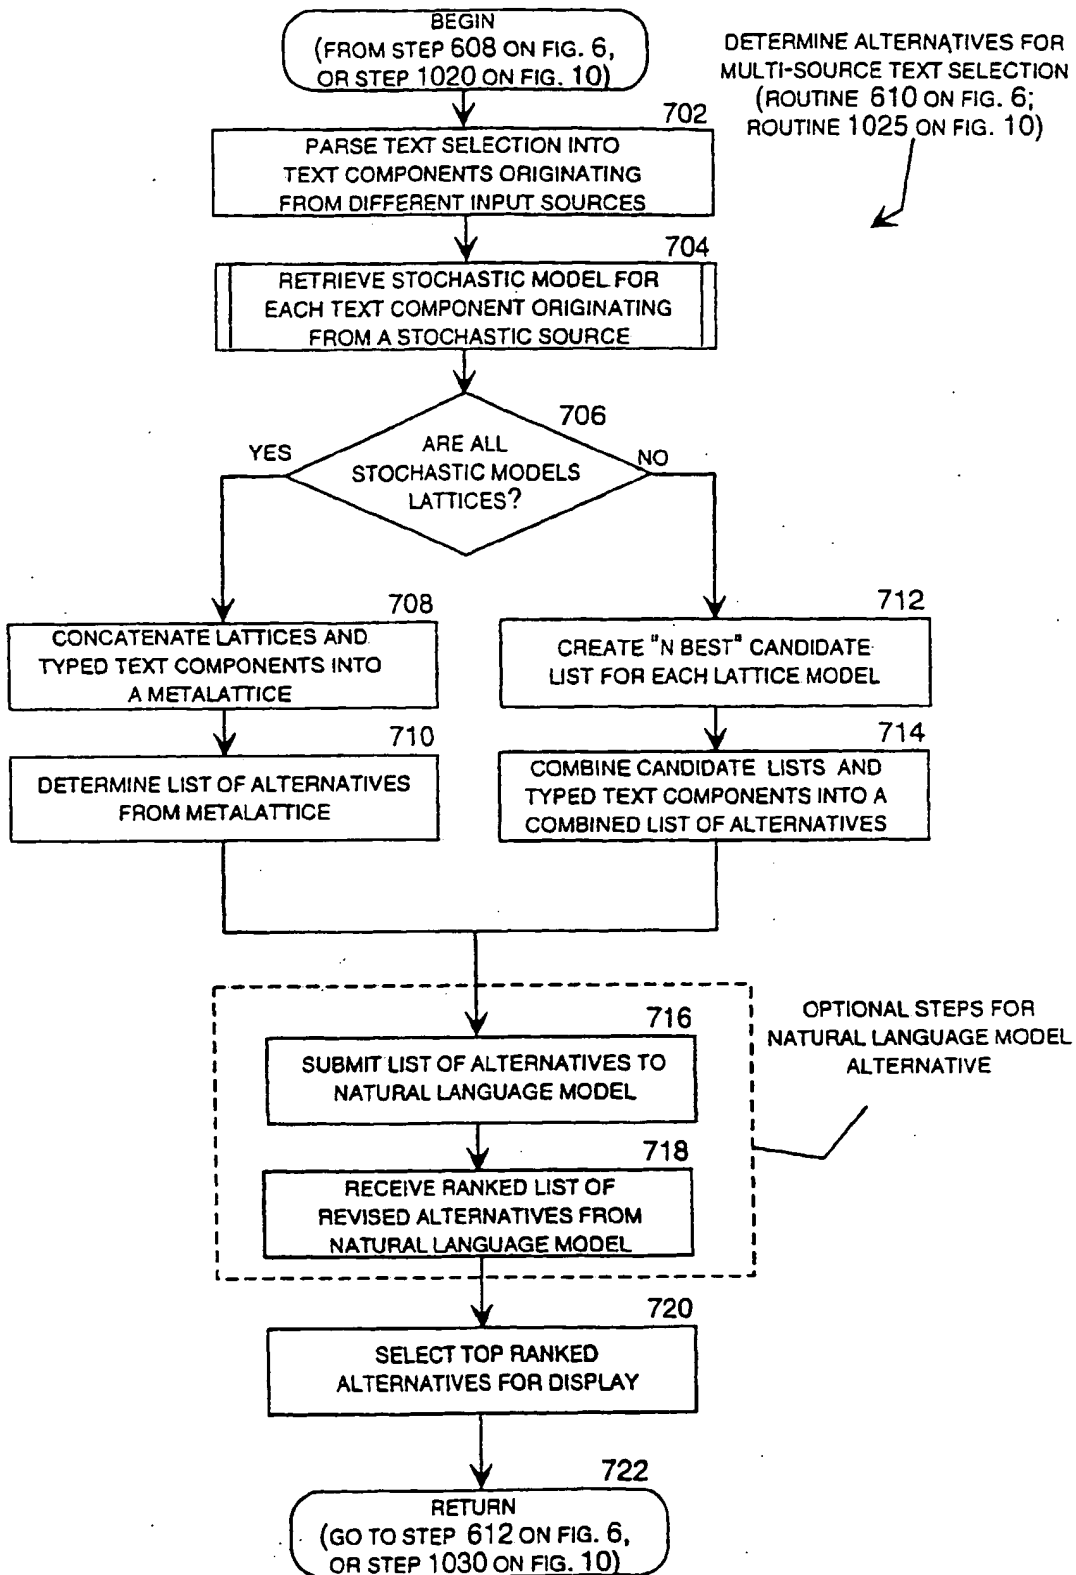 BEGIN
(FROM STEP 608 ON FIG. 6,
OR STEP 1020 ON FIG. 10)
DETERMINE ALTERNATIVES FOR
MULTI-SOURCE TEXT SELECTION
(ROUTINE 610 ON FIG. 6;
ROUTINE 1025 ON FIG. 10)
702
PARSE TEXT SELECTION INTO
TEXT COMPONENTS ORIGINATING
FROM DIFFERENT INPUT SOURCES
704
RETRIEVE STOCHASTIC MODEL FOR
EACH TEXT COMPONENT ORIGINATING
FROM A STOCHASTIC SOURCE
706
ARE ALL
STOCHASTIC MODELS
LATTICES?
YES
NO
708
CONCATENATE LATTICES AND
TYPED TEXT COMPONENTS INTO
A METALATTICE
710
DETERMINE LIST OF ALTERNATIVES
FROM METALATTICE
712
CREATE "N BEST" CANDIDATE
LIST FOR EACH LATTICE MODEL
714
COMBINE CANDIDATE LISTS AND
TYPED TEXT COMPONENTS INTO A
COMBINED LIST OF ALTERNATIVES
OPTIONAL STEPS FOR
NATURAL LANGUAGE MODEL
ALTERNATIVE
716
SUBMIT LIST OF ALTERNATIVES TO
NATURAL LANGUAGE MODEL
718
RECEIVE RANKED LIST OF
REVISED ALTERNATIVES FROM
NATURAL LANGUAGE MODEL
720
SELECT TOP RANKED
ALTERNATIVES FOR DISPLAY
722
RETURN
(GO TO STEP 612 ON FIG. 6,
OR STEP 1030 ON FIG. 10)